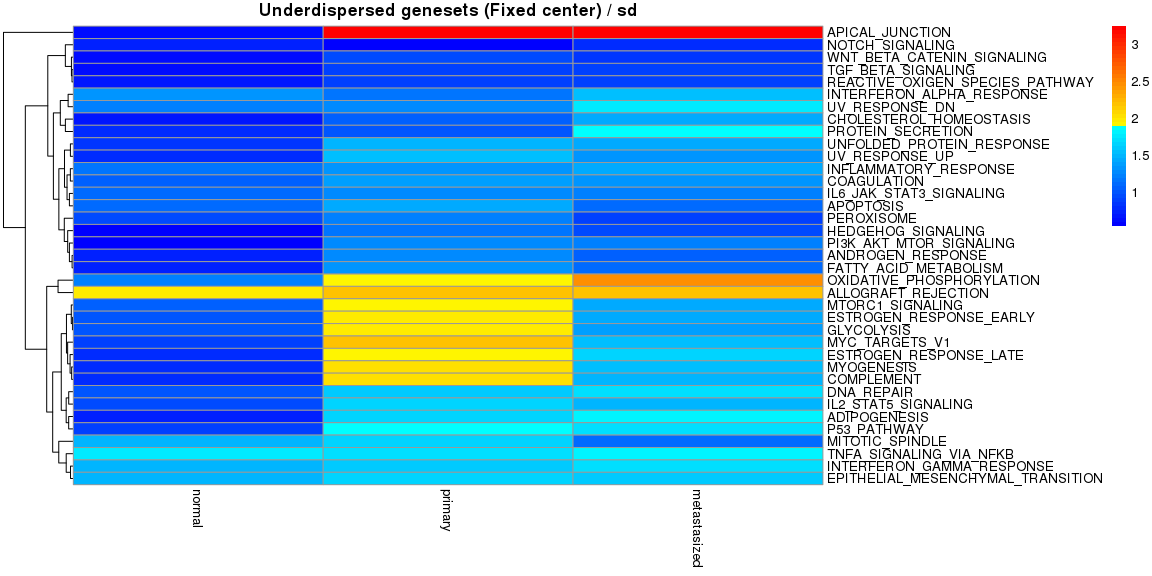 Underdispersed genesets (Fixed center) / sd
APICAL_JUNCTION
NOTCH_SIGNALING
WNT_BETA_CATENIN_SIGNALING
TGF_BETA_SIGNALING
REACTIVE_OXIGEN_SPECIES_PATHWAY
INTERFERON_ALPHA_RESPONSE
UV_RESPONSE_DN
CHOLESTEROL_HOMEOSTASIS
PROTEIN_SECRETION
UNFOLDED_PROTEIN_RESPONSE
UV_RESPONSE_UP
INFLAMMATORY_RESPONSE
COAGULATION
IL6_JAK_STAT3_SIGNALING
APOPTOSIS
PEROXISOME
HEDGEHOG_SIGNALING
PI3K_AKT_MTOR_SIGNALING
ANDROGEN_RESPONSE
FATTY_ACID_METABOLISM
OXIDATIVE_PHOSPHORYLATION
ALLOGRAFT_REJECTION
MTORC1_SIGNALING
ESTROGEN_RESPONSE_EARLY
GLYCOLYSIS
MYC_TARGETS_V1
ESTROGEN_RESPONSE_LATE
MYOGENESIS
COMPLEMENT
DNA_REPAIR
IL2_STAT5_SIGNALING
ADIPOGENESIS
P53_PATHWAY
MITOTIC_SPINDLE
TNFA_SIGNALING_VIA_NFKB
INTERFERON_GAMMA_RESPONSE
EPITHELIAL_MESENCHYMAL_TRANSITION
normal
primary
metastasized
3
2.5
2
1.5
1